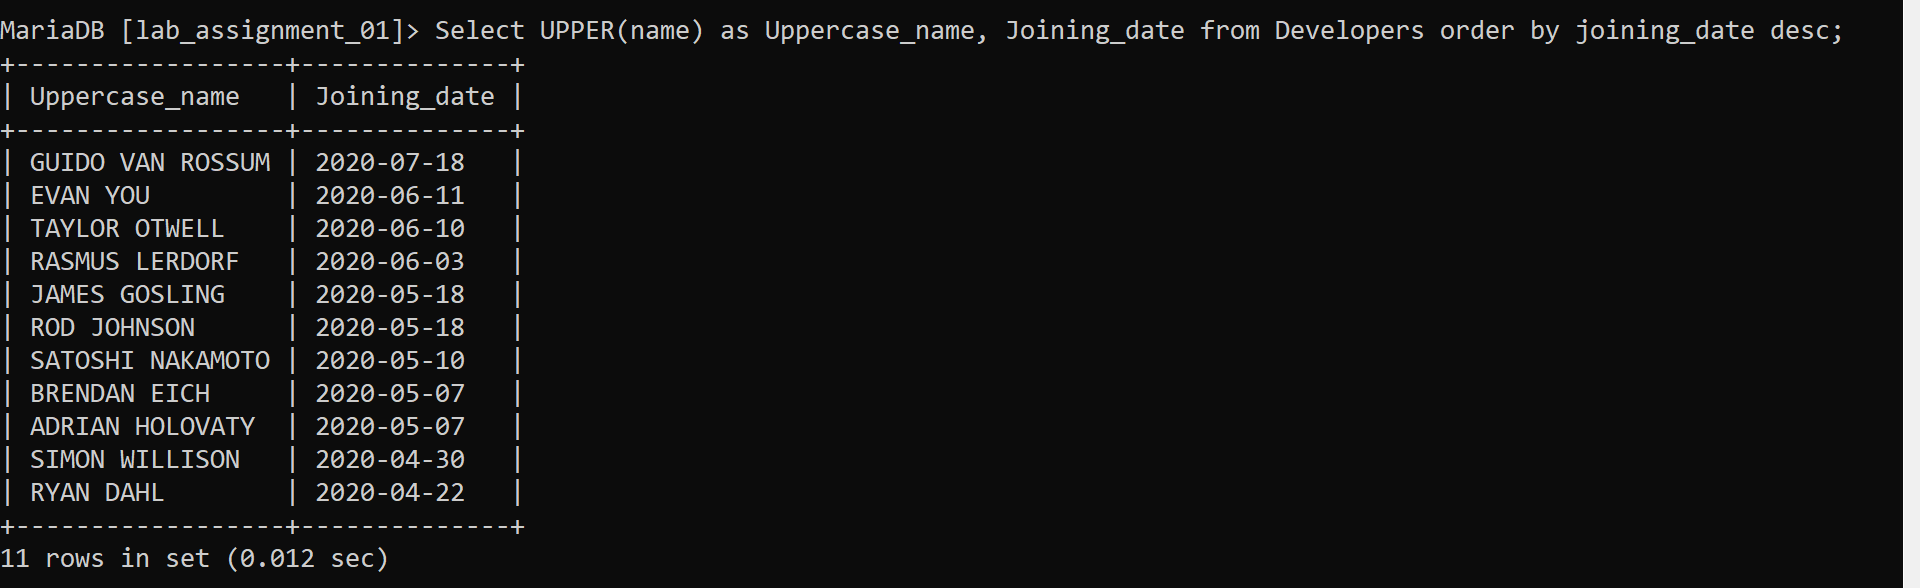 MariaDB [lab_assignment_01]> Select UPPER(name) as Uppercase_name, Joining_date from Developers order by joining_date desc;
+------------------+--------------+
| Uppercase_name   | Joining_date |
+------------------+--------------+
| GUIDO VAN ROSSUM | 2020-07-18   |
| EVAN YOU         | 2020-06-11   |
| TAYLOR OTWELL    | 2020-06-10   |
| RASMUS LERDORF   | 2020-06-03   |
| JAMES GOSLING    | 2020-05-18   |
| ROD JOHNSON      | 2020-05-18   |
| SATOSHI NAKAMOTO | 2020-05-10   |
| BRENDAN EICH     | 2020-05-07   |
| ADRIAN HOLOVATY  | 2020-05-07   |
| SIMON WILLISON   | 2020-04-30   |
| RYAN DAHL        | 2020-04-22   |
+------------------+--------------+
11 rows in set (0.012 sec)